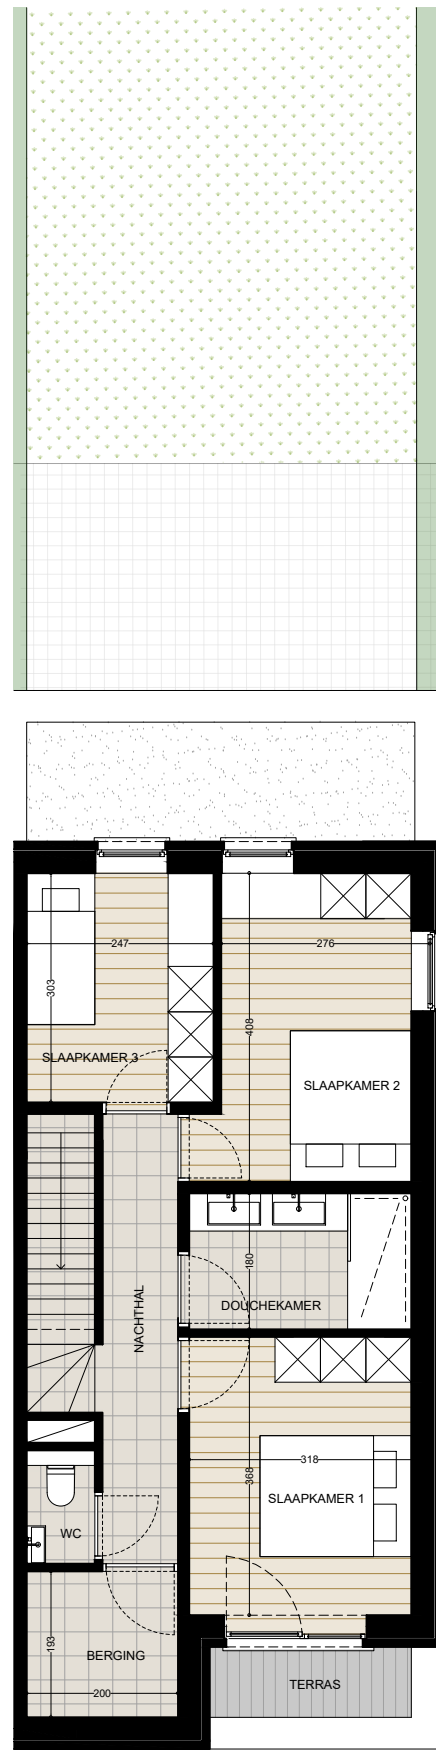 247
276
303
408
SLAAPKAMER 3
SLAAPKAMER 2
180
NACHTHAL
DOUCHEKAMER
318
368
SLAAPKAMER 1
WC
193
BERGING
200
TERRAS